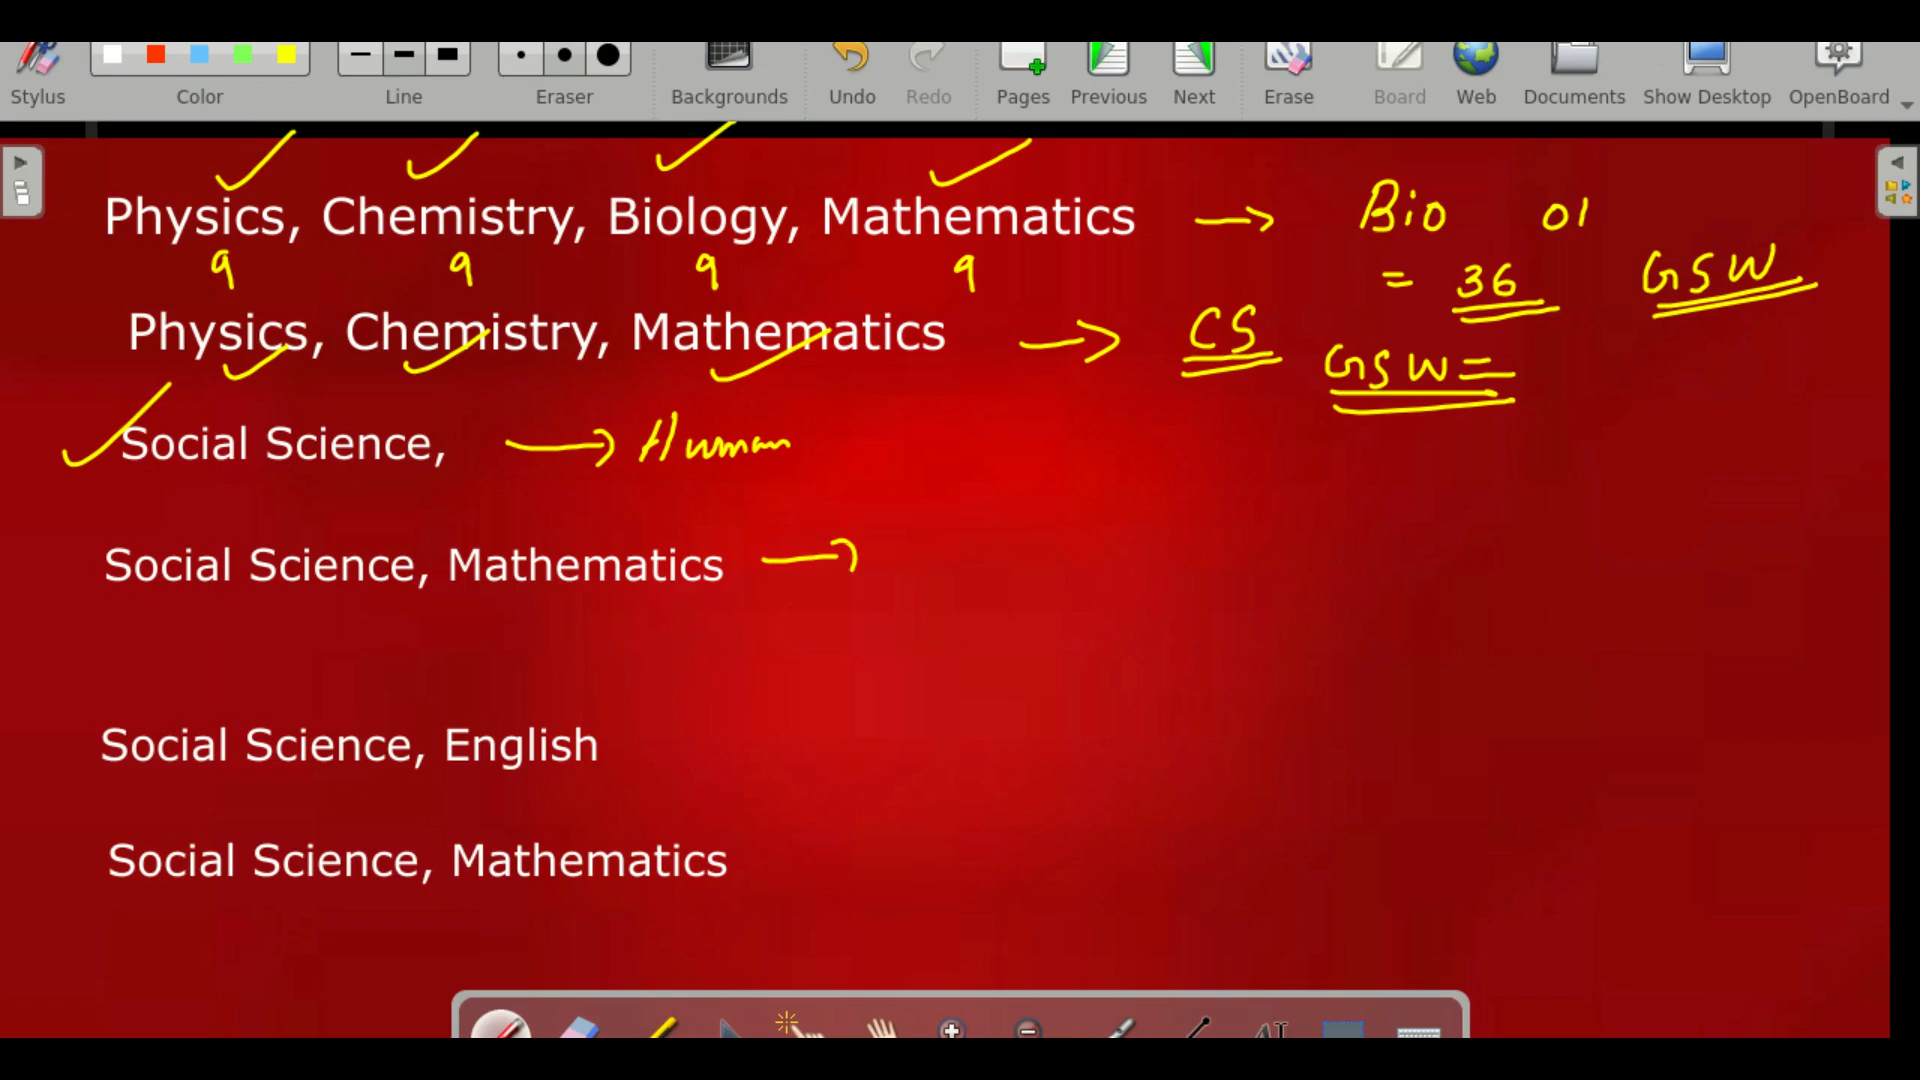 Stylus Color Line Eraser Backgrounds Undo Redo Pages Previous Next Erase Board Web Documents Show Desktop OpenBoard
Physics, Chemistry, Biology, Mathematics → Bio 01
9 9 9 9 = 36 GSW
Physics, Chemistry, Mathematics → CS GSW =
Social Science, → Human
Social Science, Mathematics →
Social Science, English
Social Science, Mathematics